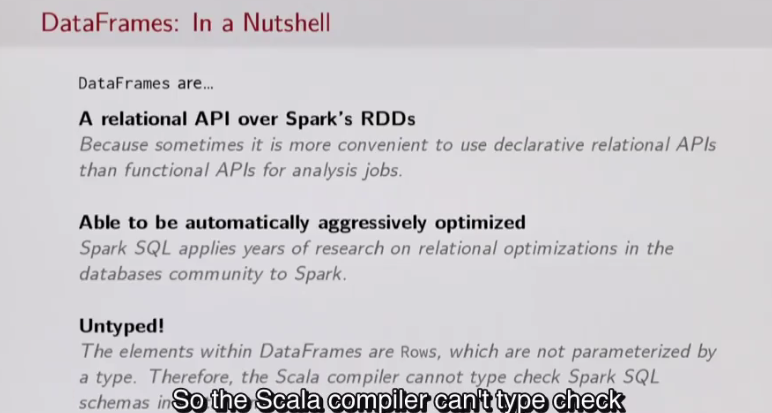 DataFrames: In a Nutshell
DataFrames are…
A relational API over Spark's RDDs
Because sometimes it is more convenient to use declarative relational APIs
than functional APIs for analysis jobs.
Able to be automatically aggressively optimized
Spark SQL applies years of research on relational optimizations in the
databases community to Spark.
Untyped!
The elements within DataFrames are Rows, which are not parameterized by
a type. Therefore, the Scala compiler cannot type check Spark SQL
schemas in
So the Scala compiler can't type check